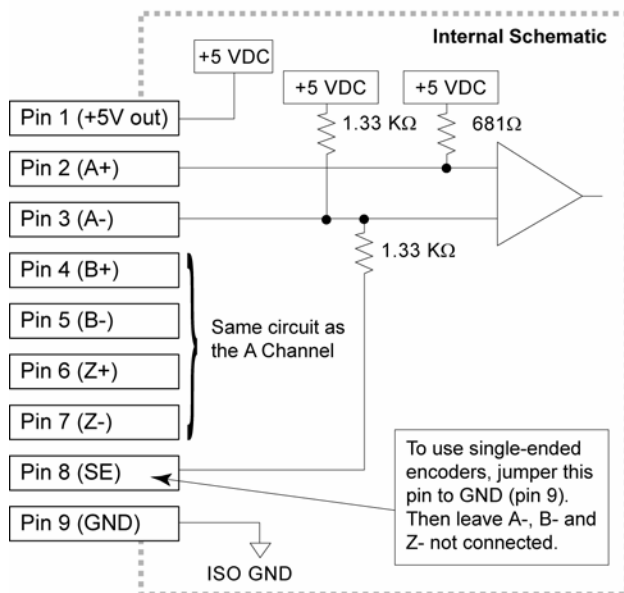 Internal Schematic
+5 VDC
+5 VDC
+5 VDC
Pin 1 (+5V out)
1.33 KΩ
681Ω
Pin 2 (A+)
Pin 3 (A-)
1.33 KΩ
Pin 4 (B+)
Pin 5 (B-)
Pin 6 (Z+)
Pin 7 (Z-)
Same circuit as
the A Channel
Pin 8 (SE)
To use single-ended
encoders, jumper this
pin to GND (pin 9).
Then leave A-, B- and
Z- not connected.
Pin 9 (GND)
ISO GND